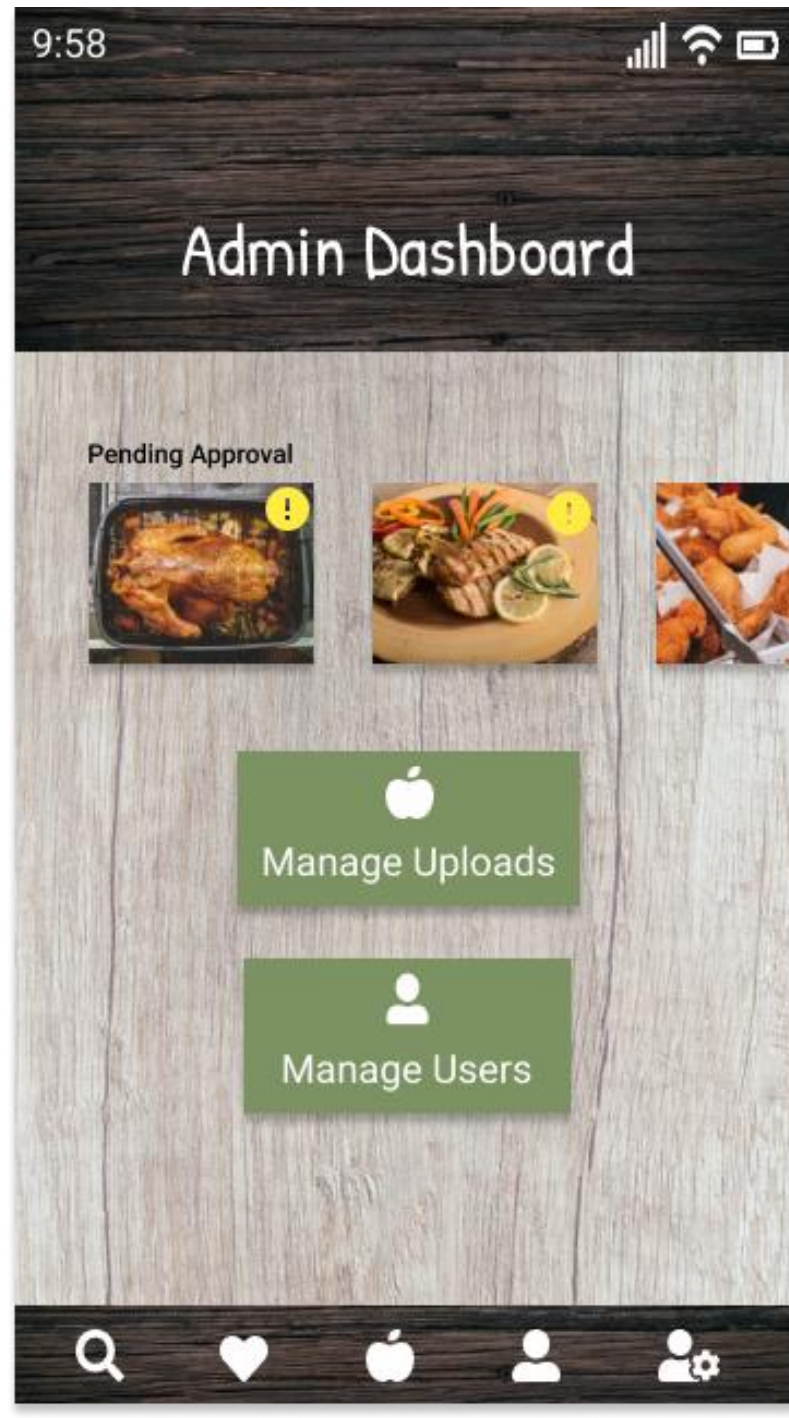 9:58
Admin Dashboard
Pending Approval
!
!
Manage Uploads
Manage Users